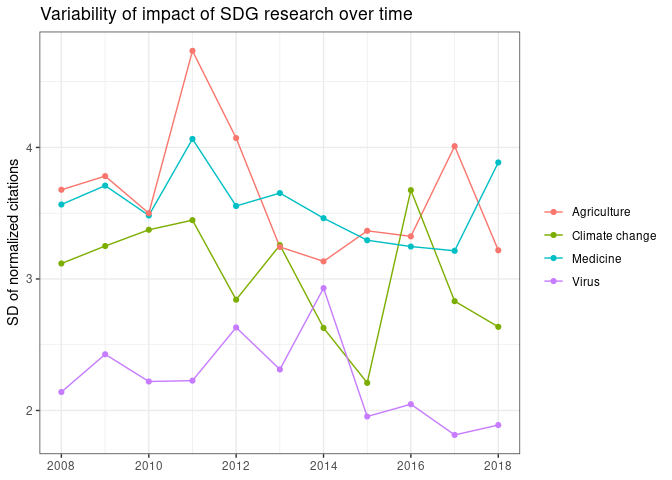 Variability of impact of SDG research over time
SD of normalized citations
4
3
2
2008 2010 2012 2014 2016 2018
Agriculture
Climate change
Medicine
Virus